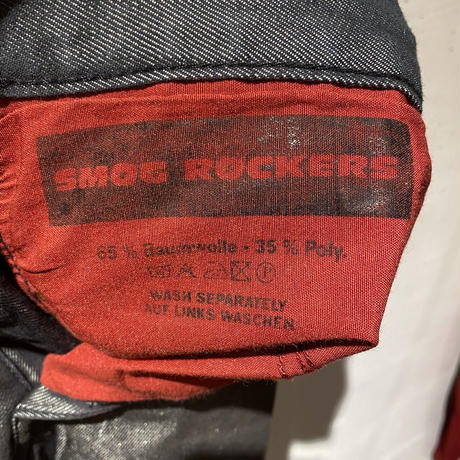 SMOG ROCKERS
65 % Baumwolle - 35 % Poly.
WASH SEPARATELY
AUF LINKS WASCHEN